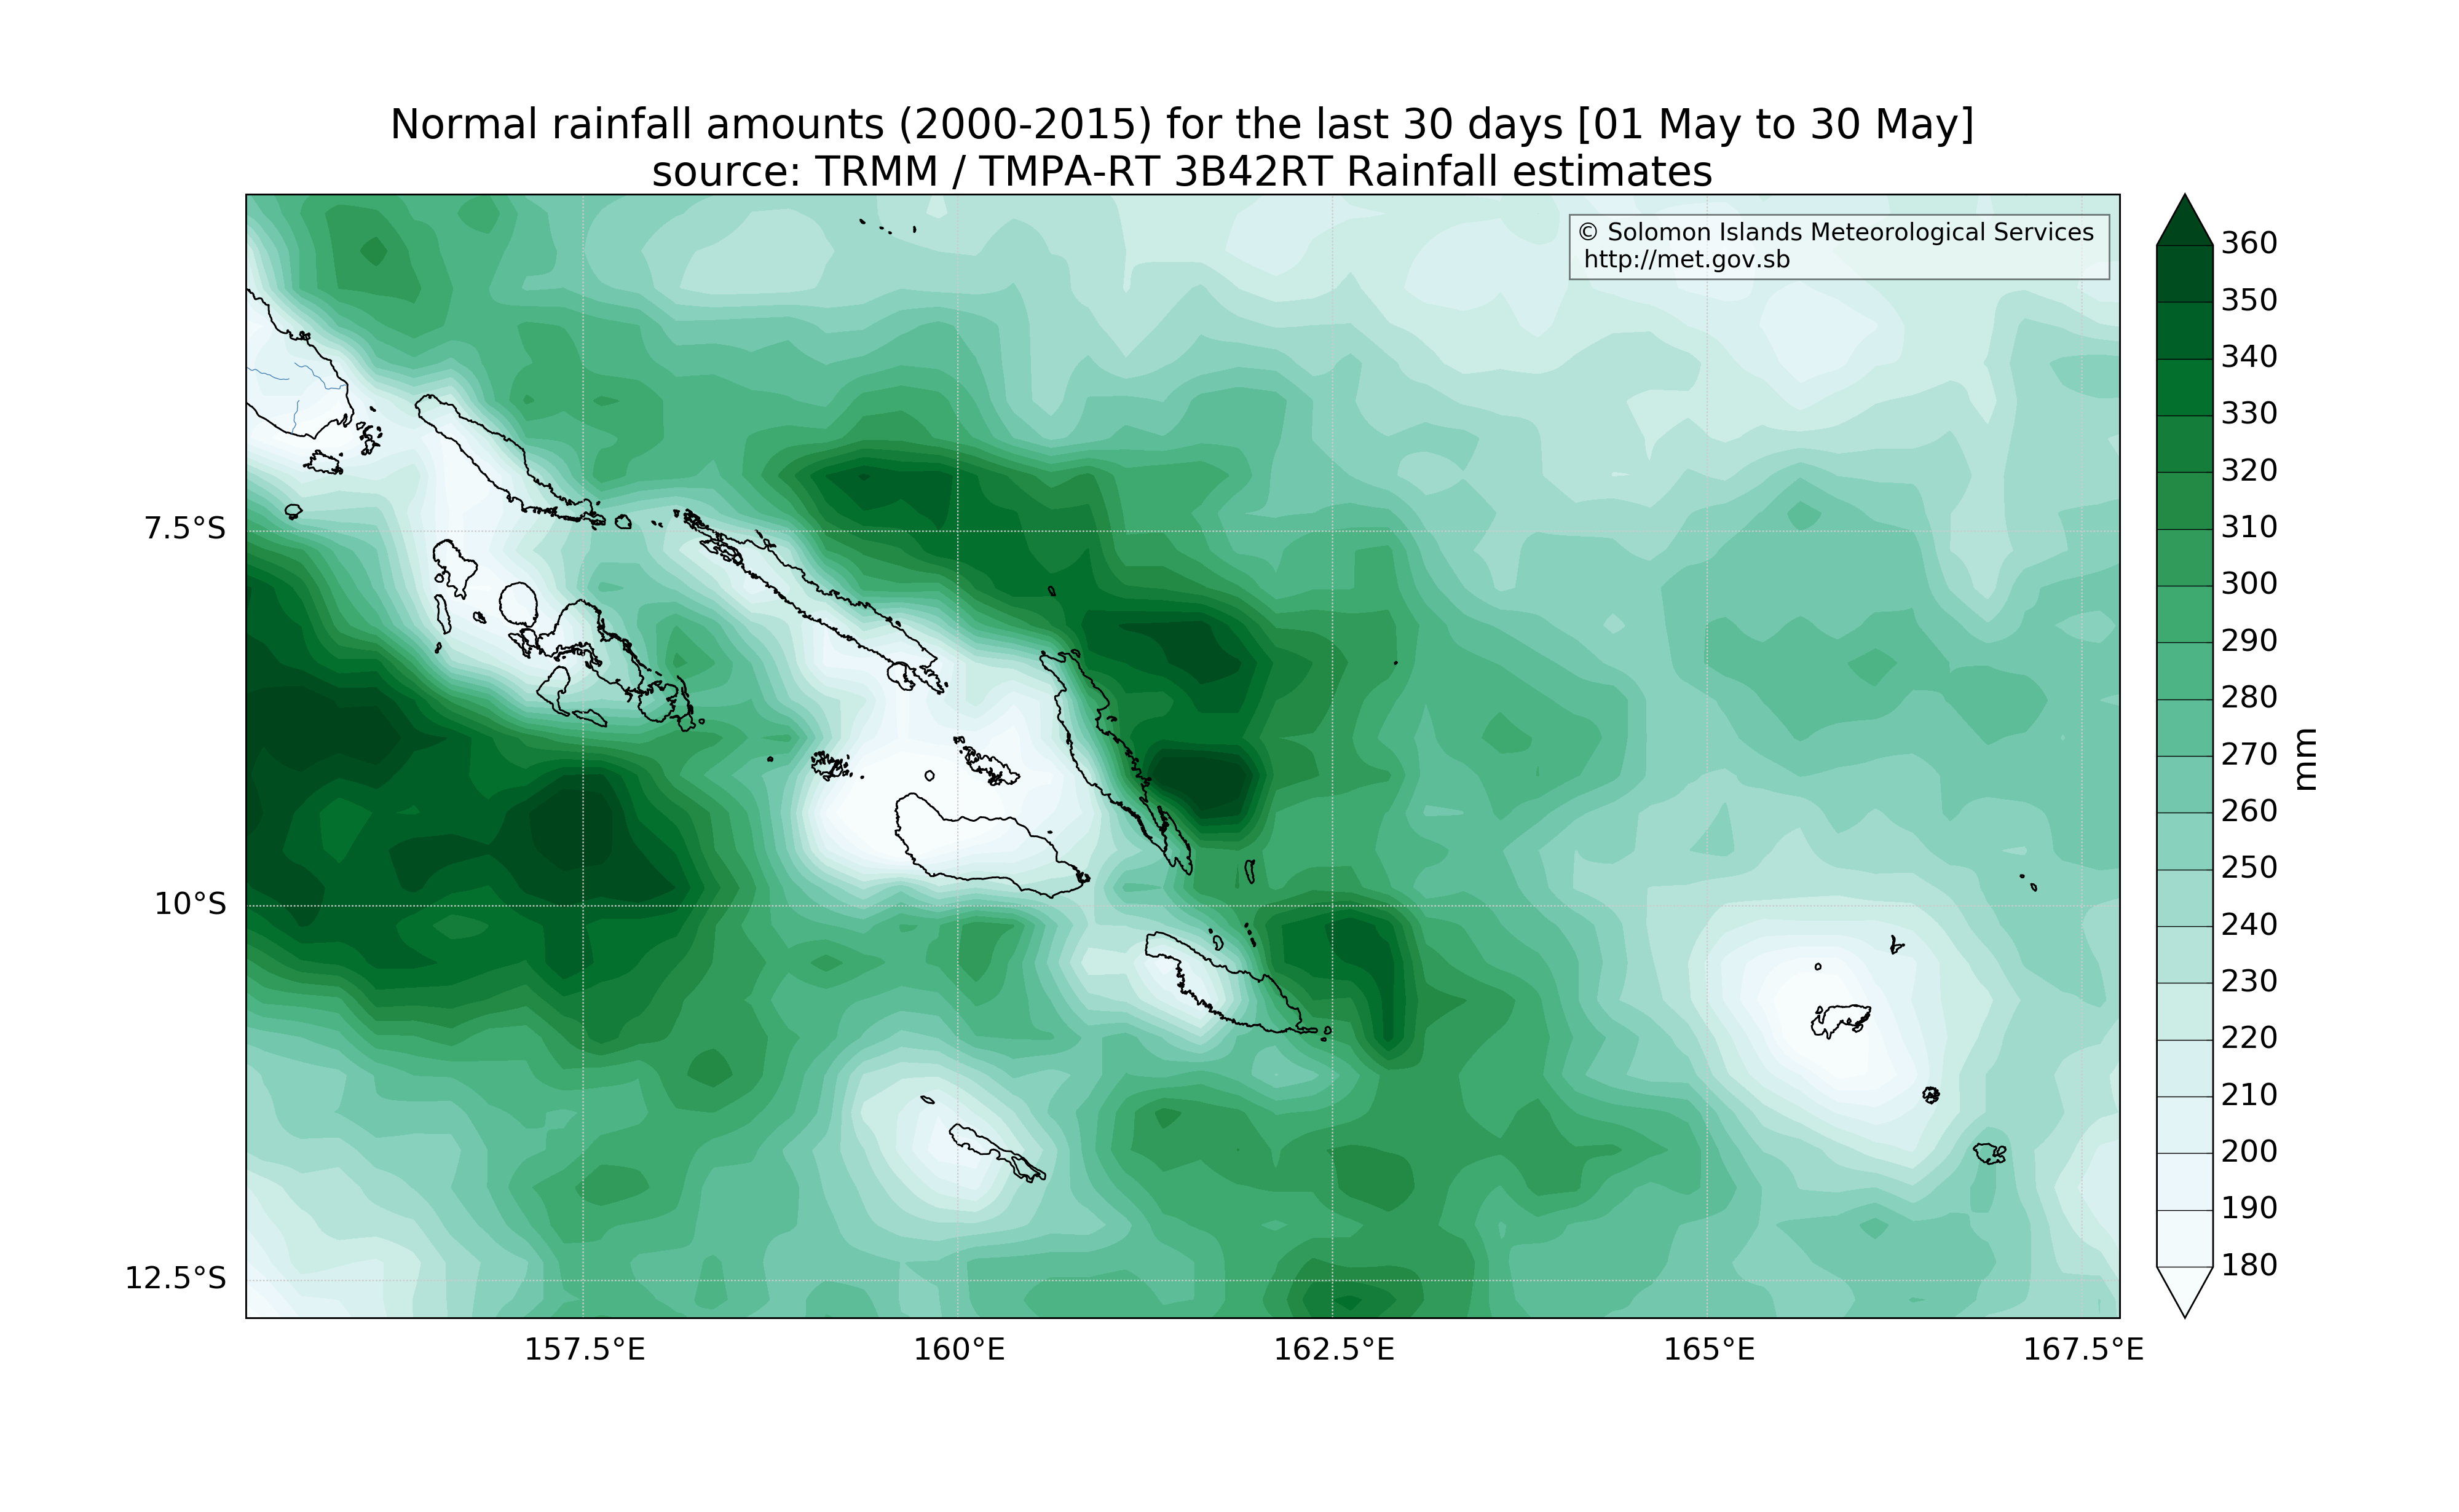 Normal rainfall amounts (2000-2015) for the last 30 days [01 May to 30 May]
source: TRMM / TMPA-RT 3B42RT Rainfall estimates
© Solomon Islands Meteorological Services
http://met.gov.sb
7.5°S
10°S
12.5°S
157.5°E
160°E
162.5°E
165°E
167.5°E
360
350
340
330
320
310
300
290
280
270
260
250
240
230
220
210
200
190
180
mm